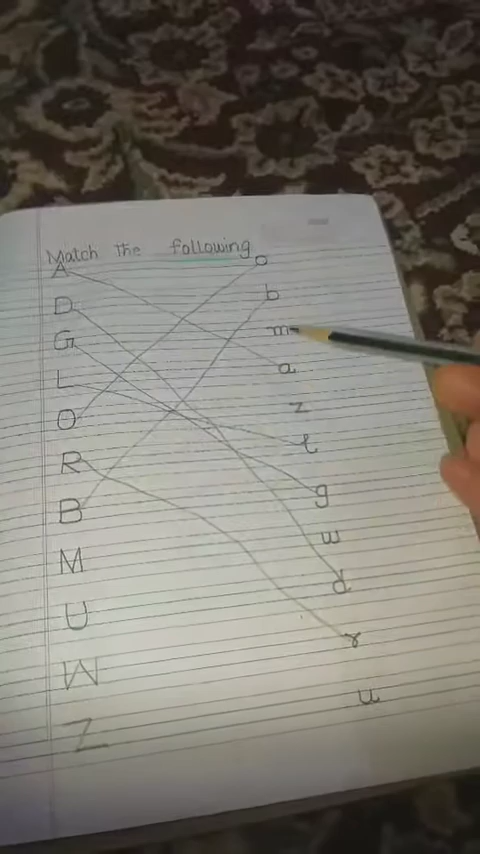 Match The following
A o
D b
G m
L a
O z
R l
B g
M w
U d
W r
Z u